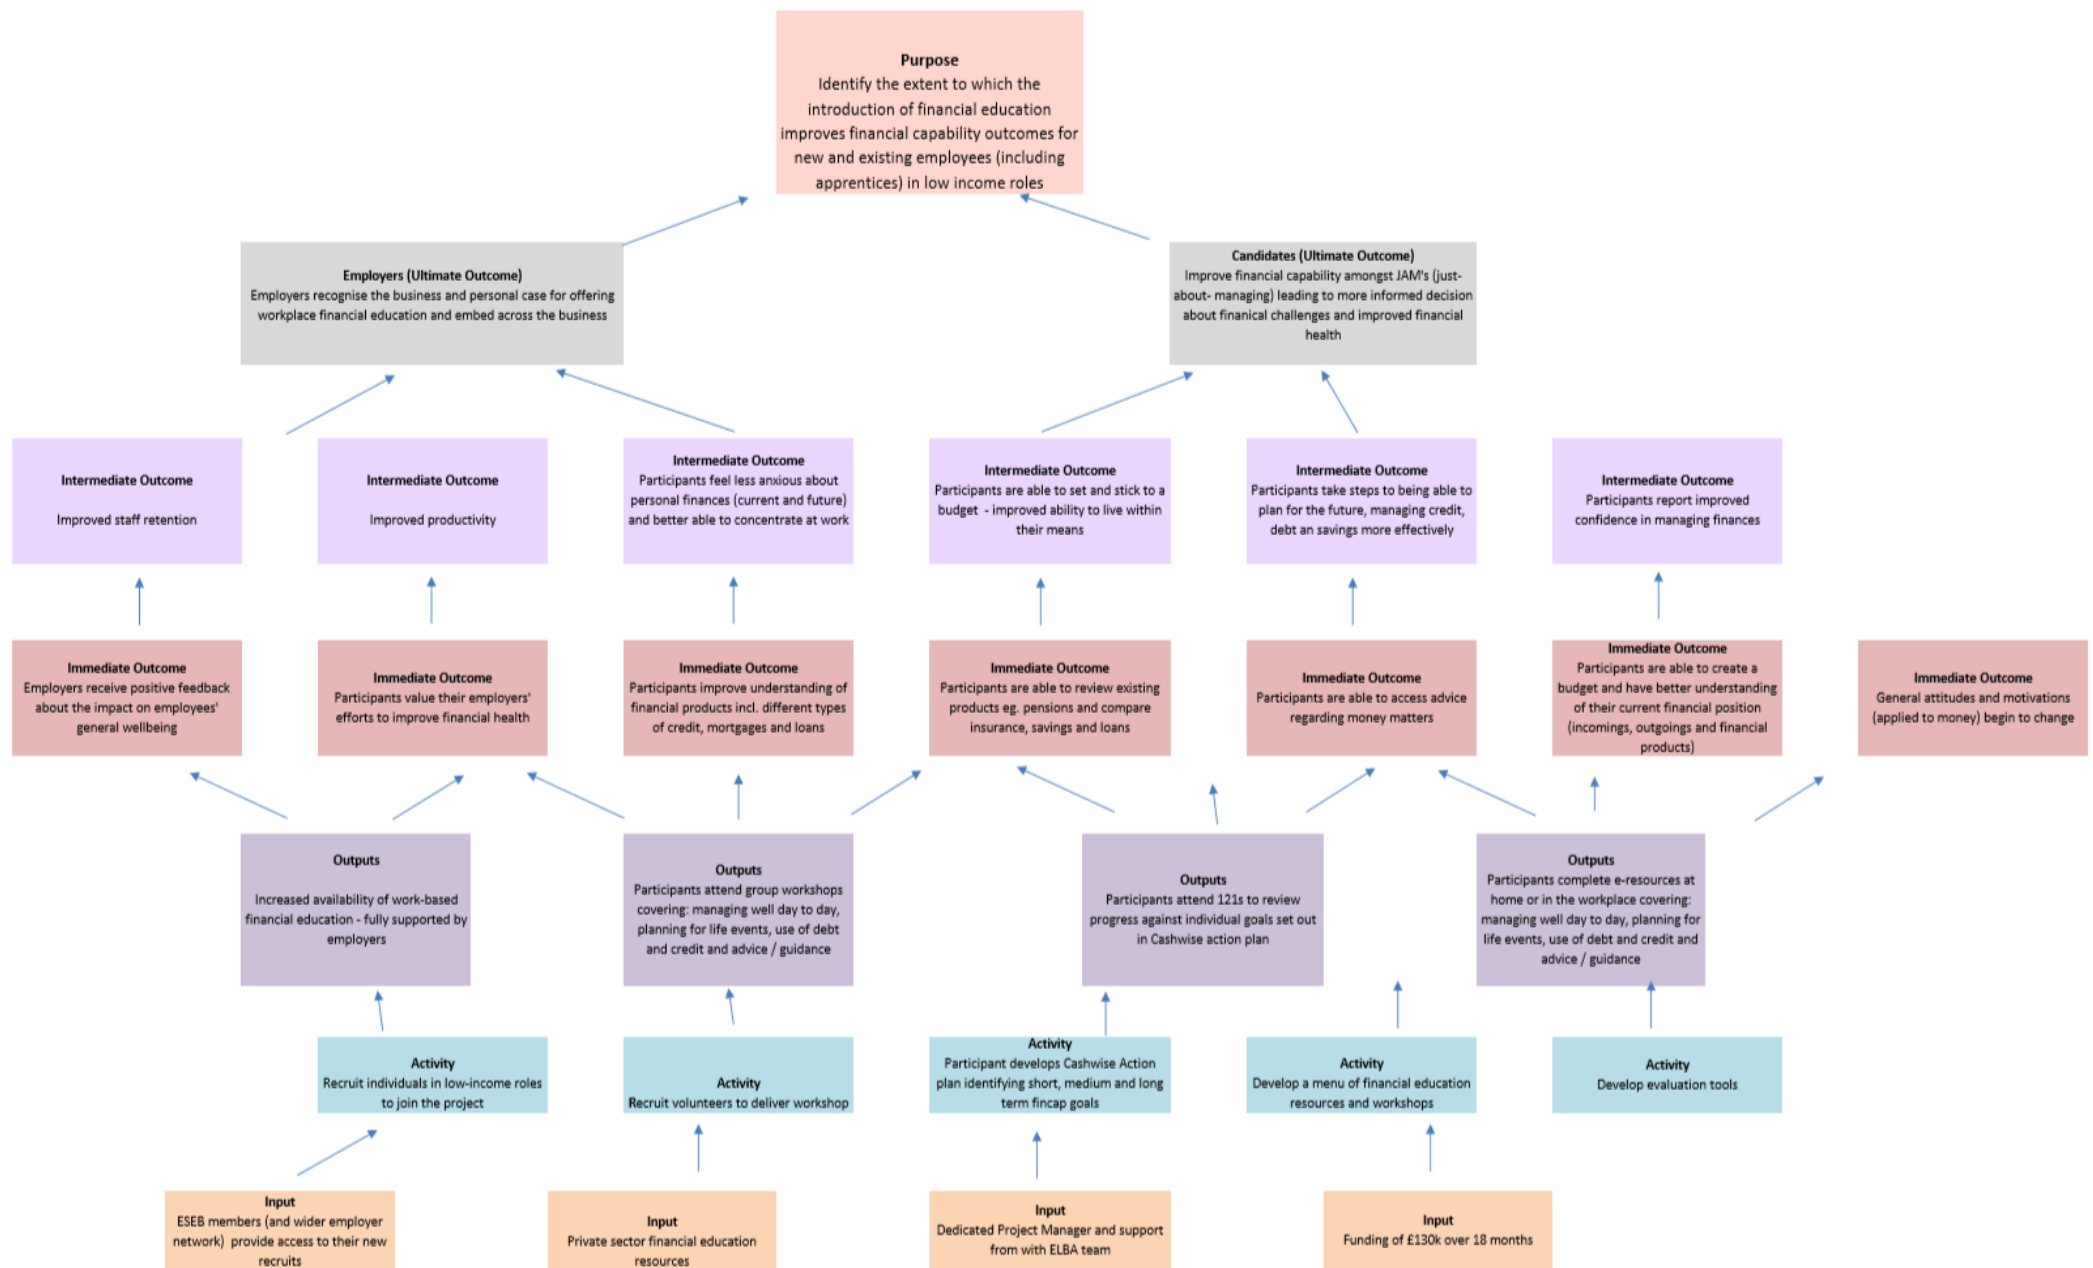 Purpose
Identify the extent to which the
introduction of financial education
improves financial capability outcomes for
new and existing employees (including
apprentices) in low income roles
Employers (Ultimate Outcome)
Employers recognise the business and personal case for offering
workplace financial education and embed across the business
Candidates (Ultimate Outcome)
Improve financial capability amongst JAM's (just-
about- managing) leading to more informed decision
about finanical challenges and improved financial
health
Intermediate Outcome
Improved staff retention
Intermediate Outcome
Improved productivity
Intermediate Outcome
Participants feel less anxious about
personal finances (current and future)
and better able to concentrate at work
Intermediate Outcome
Participants are able to set and stick to a
budget - improved ability to live within
their means
Intermediate Outcome
Participants take steps to being able to
plan for the future, managing credit,
debt an savings more effectively
Intermediate Outcome
Participants report improved
confidence in managing finances
Immediate Outcome
Employers receive positive feedback
about the impact on employees'
general wellbeing
Immediate Outcome
Participants value their employers'
efforts to improve financial health
Immediate Outcome
Participants improve understanding of
financial products incl. different types
of credit, mortgages and loans
Immediate Outcome
Participants are able to review existing
products eg. pensions and compare
insurance, savings and loans
Immediate Outcome
Participants are able to access advice
regarding money matters
Immediate Outcome
Participants are able to create a
budget and have better understanding
of their current financial position
(incomings, outgoings and financial
products)
Immediate Outcome
General attitudes and motivations
(applied to money) begin to change
Outputs
Increased availability of work-based
financial education - fully supported by
employers
Outputs
Participants attend group workshops
covering: managing well day to day,
planning for life events, use of debt
and credit and advice / guidance
Outputs
Participants attend 121s to review
progress against individual goals set out
in Cashwise action plan
Outputs
Participants complete e-resources at
home or in the workplace covering:
managing well day to day, planning for
life events, use of debt and credit and
advice / guidance
Activity
Recruit individuals in low-income roles
to join the project
Activity
Recruit volunteers to deliver workshop
Activity
Participant develops Cashwise Action
plan identifying short, medium and long
term fincap goals
Activity
Develop a menu of financial education
resources and workshops
Activity
Develop evaluation tools
Input
ESEB members (and wider employer
network) provide access to their new
recruits
Input
Private sector financial education
resources
Input
Dedicated Project Manager and support
from with ELBA team
Input
Funding of £130k over 18 months